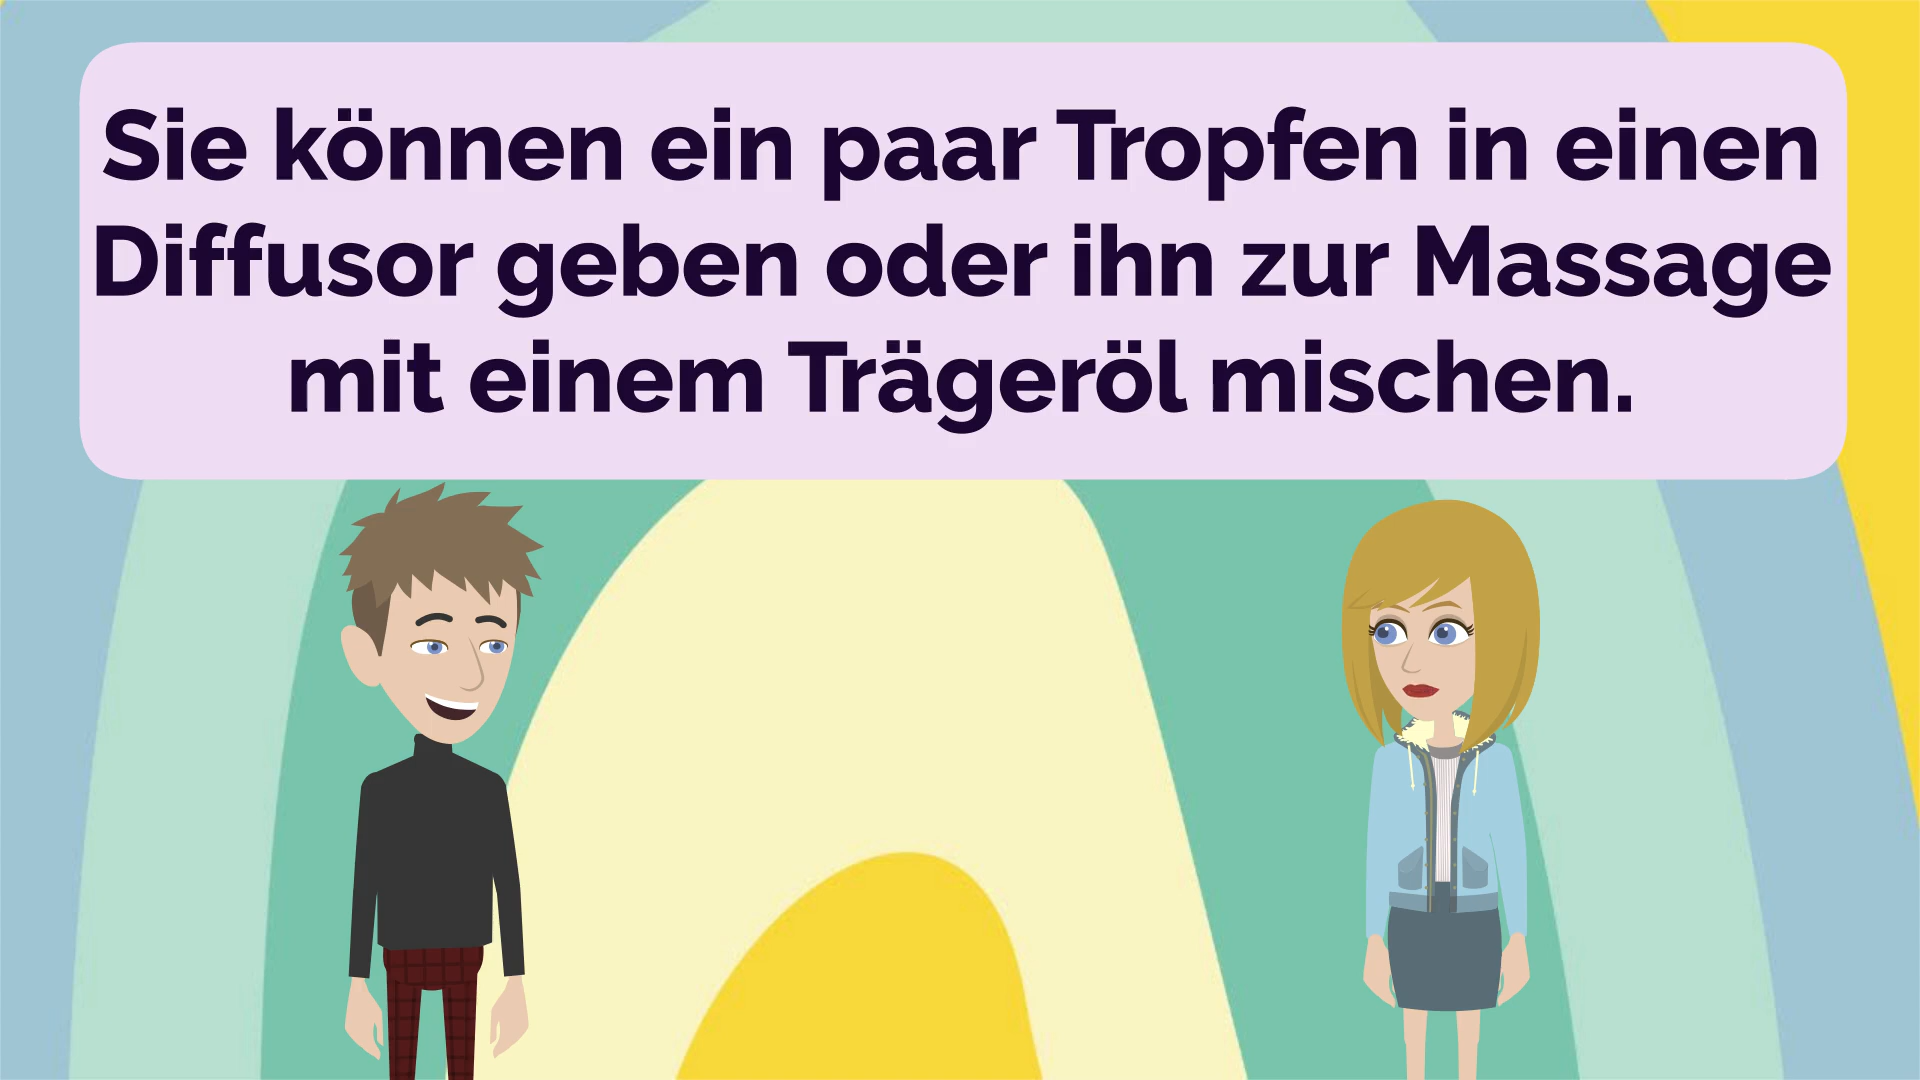 Sie können ein paar Tropfen in einen
Diffusor geben oder ihn zur Massage
mit einem Trägeröl mischen.